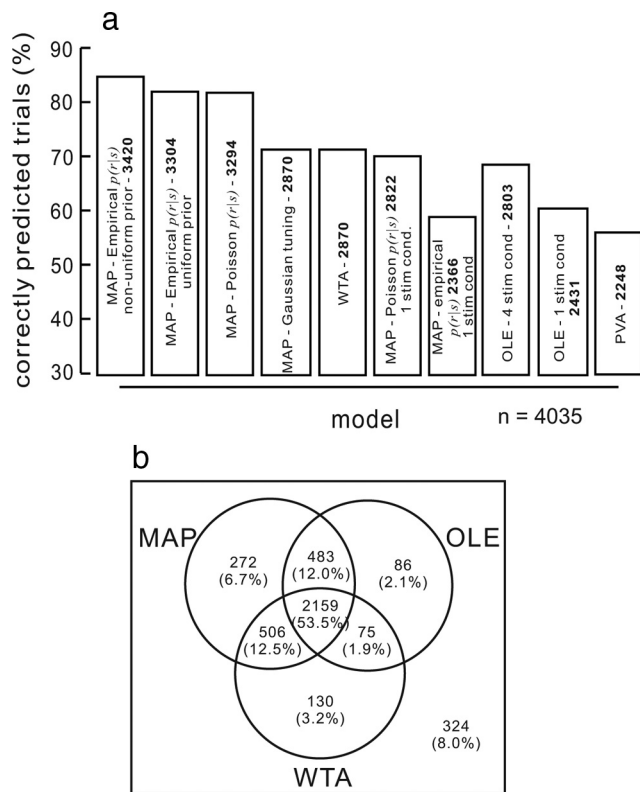 a
correctly predicted trials (%)
90
80
70
60
50
40
30
MAP - Empirical p(r|s)
non-uniform prior - 3420
MAP - Empirical p(r|s) - 3304
uniform prior
MAP - Poisson p(r|s) - 3294
MAP - Gaussian tuning - 2870
WTA - 2870
MAP - Poisson p(r|s) 2822
1 stim cond.
MAP - empirical
p(r|s) 2366
1 stim cond
OLE - 4 stim cond - 2803
OLE - 1 stim cond
2431
PVA - 2248
model
n = 4035
b
MAP
OLE
272
(6.7%)
483
(12.0%)
86
(2.1%)
2159
(53.5%)
506
(12.5%)
75
(1.9%)
130
(3.2%)
324
(8.0%)
WTA